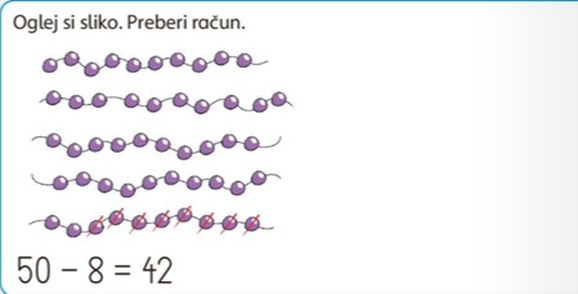 Oglej si sliko. Preberi račun.
50 − 8 = 42